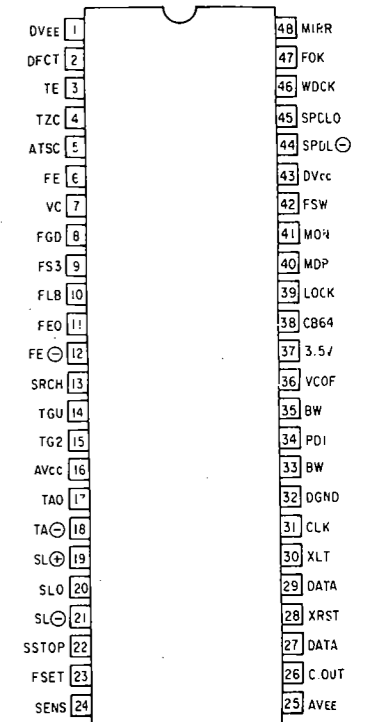 DVEE 1
DFCT 2
TE 3
TZC 4
ATSC 5
FE 6
VC 7
FGD 8
FS3 9
FLB 10
FEO 11
FE⊖ 12
SRCH 13
TGU 14
TG2 15
AVCC 16
TAO 17
TA⊖ 18
SL⊕ 19
SLO 20
SL⊖ 21
SSTOP 22
FSET 23
SENS 24
48 MIRR
47 FOK
46 WDCK
45 SPCLO
44 SPDL⊖
43 DVCC
42 FSW
41 MON
40 MDP
39 LOCK
38 C864
37 3.5V
36 VCOF
35 BW
34 PDI
33 BW
32 DGND
31 CLK
30 XLT
29 DATA
28 XRST
27 DATA
26 C.OUT
25 AVEE